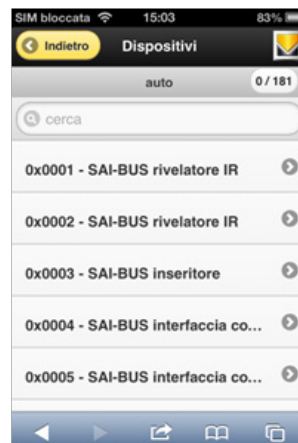 SIM bloccata 15:03 83%
Indietro Dispositivi
auto 0 / 181
cerca
0x0001 - SAI-BUS rivelatore IR
0x0002 - SAI-BUS rivelatore IR
0x0003 - SAI-BUS inseritore
0x0004 - SAI-BUS interfaccia co...
0x0005 - SAI-BUS interfaccia co...